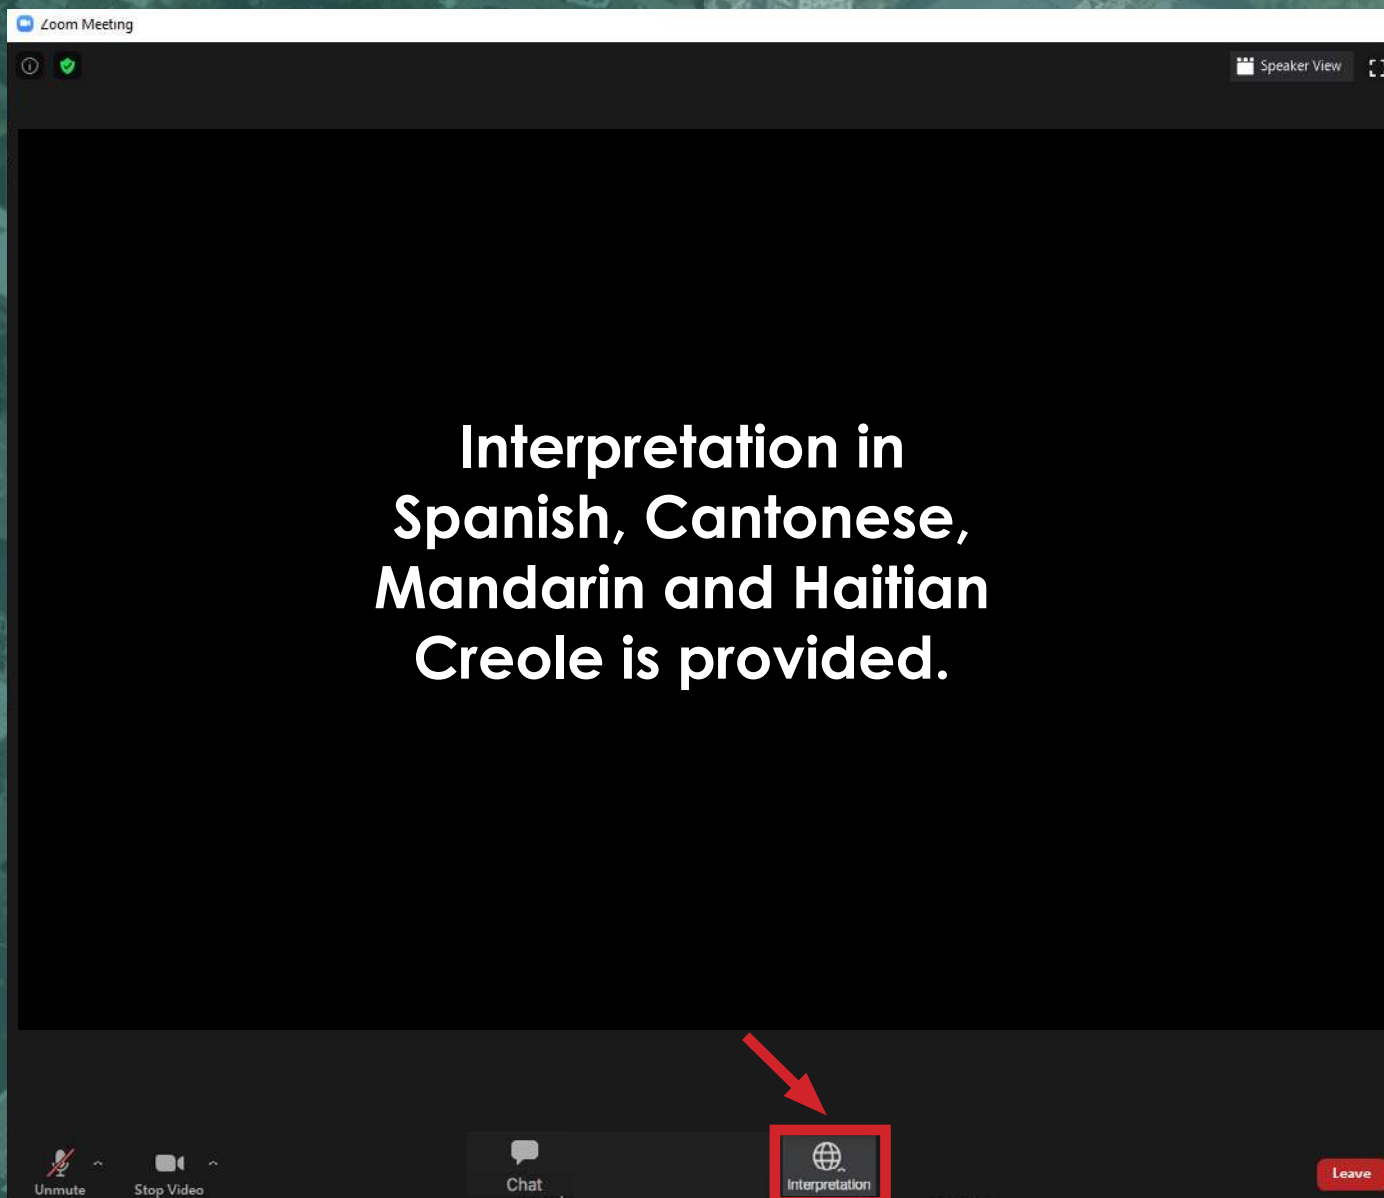 Zoom Meeting
Speaker View
Interpretation in
Spanish, Cantonese,
Mandarin and Haitian
Creole is provided.
Unmute
Stop Video
Chat
Interpretation
Leave